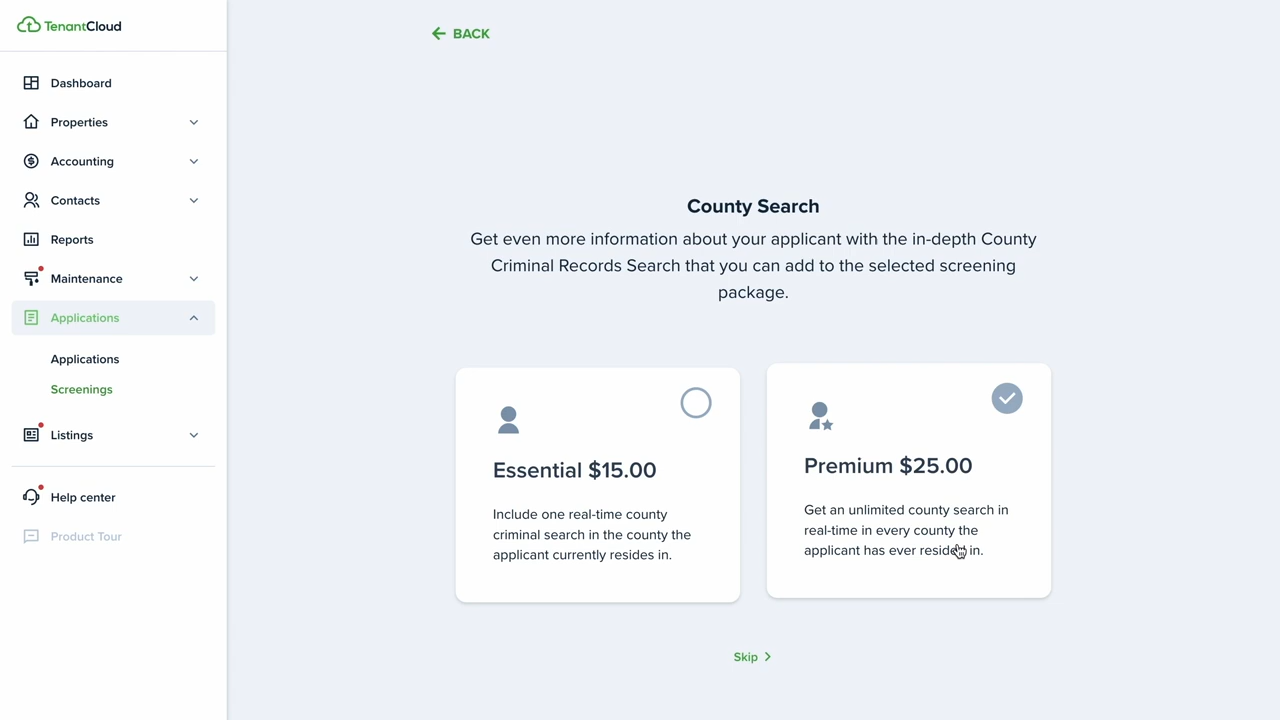 TenantCloud
Dashboard
Properties
Accounting
Contacts
Reports
Maintenance
Applications
Applications
Screenings
Listings
Help center
Product Tour
BACK
County Search
Get even more information about your applicant with the in-depth County
Criminal Records Search that you can add to the selected screening
package.
Essential $15.00
Include one real-time county
criminal search in the county the
applicant currently resides in.
Premium $25.00
Get an unlimited county search in
real-time in every county the
applicant has ever resided in.
Skip